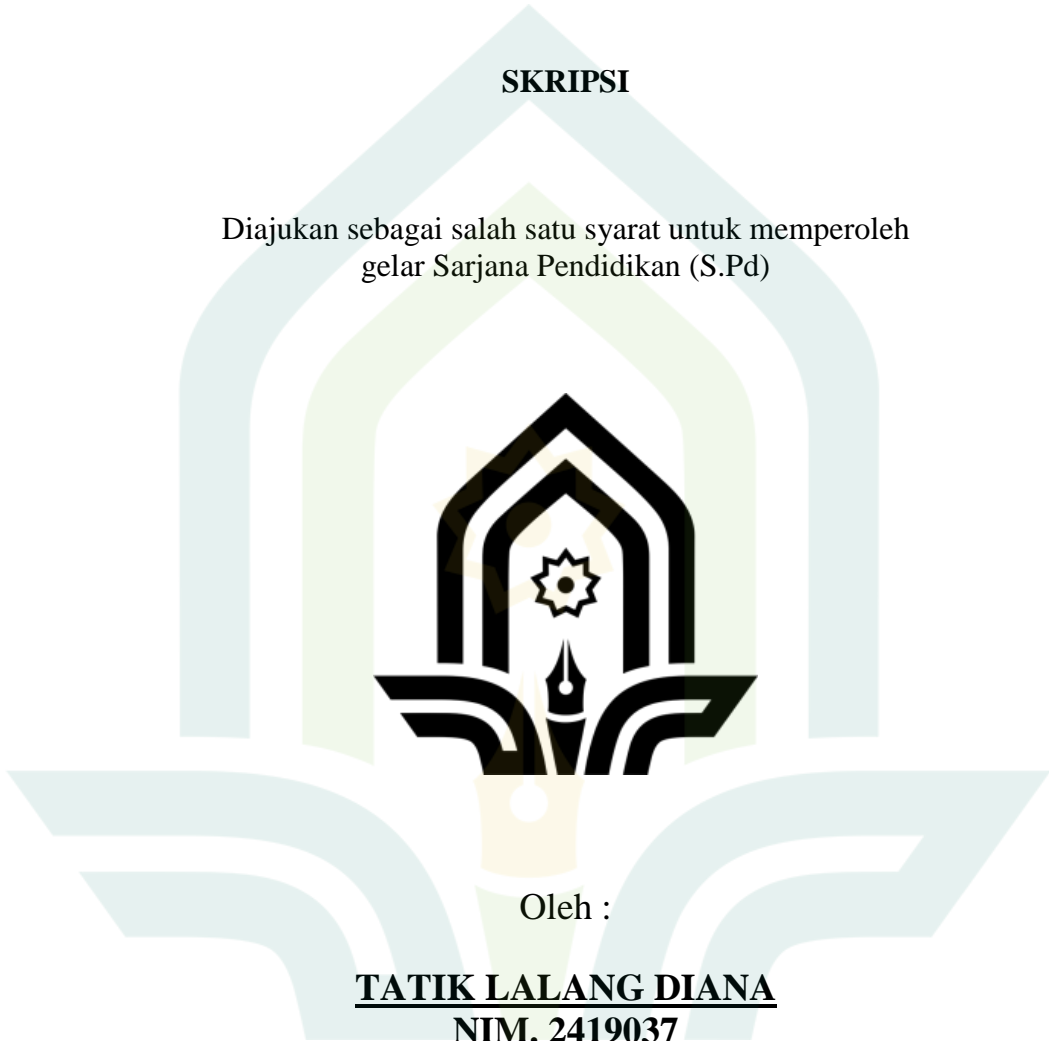 SKRIPSI
Diajukan sebagai salah satu syarat untuk memperoleh
gelar Sarjana Pendidikan (S.Pd)
Oleh :
TATIK LALANG DIANA
NIM. 2419037